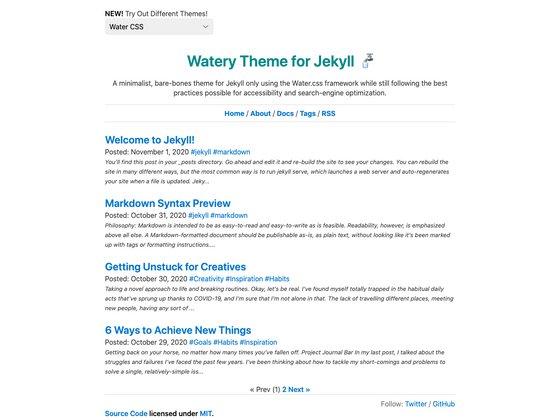 NEW! Try Out Different Themes!
Water CSS
Watery Theme for Jekyll
A minimalist, bare-bones theme for Jekyll only using the Water.css framework while still following the best
practices possible for accessibility and search-engine optimization.
Home / About / Docs / Tags / RSS
Welcome to Jekyll!
Posted: November 1, 2020 #jekyll #markdown
You'll find this post in your _posts directory. Go ahead and edit it and re-build the site to see your changes. You can rebuild the
site in many different ways, but the most common way is to run jekyll serve, which launches a web server and auto-regenerates
your site when a file is updated. Jeky...
Markdown Syntax Preview
Posted: October 31, 2020 #jekyll #markdown
Philosophy: Markdown is intended to be as easy-to-read and easy-to-write as is feasible. Readability, however, is emphasized
above all else. A Markdown-formatted document should be publishable as-is, as plain text, without looking like it's been marked
up with tags or formatting instructions....
Getting Unstuck for Creatives
Posted: October 30, 2020 #Creativity #Inspiration #Habits
Taking a novel approach to life and breaking routines. Okay, let's be real. I've found myself totally trapped in the habitual daily
acts that've sprung up thanks to COVID-19, and I'm sure that I'm not alone in that. The lack of travelling different places, meeting
new people, having any sort of ...
6 Ways to Achieve New Things
Posted: October 29, 2020 #Goals #Habits #Inspiration
Getting back on your horse, no matter how many times you've fallen off. Project Journal Bar In my last post, I talked about the
struggles and failures I've faced the past few years. I've been thinking about how to tackle my short-comings and problems to
solve a single, relatively-simple iss...
« Prev (1) 2 Next »
Follow: Twitter / GitHub
Source Code licensed under MIT.